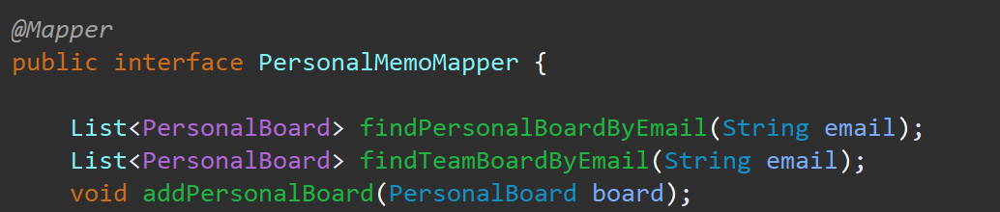 @Mapper
public interface PersonalMemoMapper {
List<PersonalBoard> findPersonalBoardByEmail(String email);
List<PersonalBoard> findTeamBoardByEmail(String email);
void addPersonalBoard(PersonalBoard board);